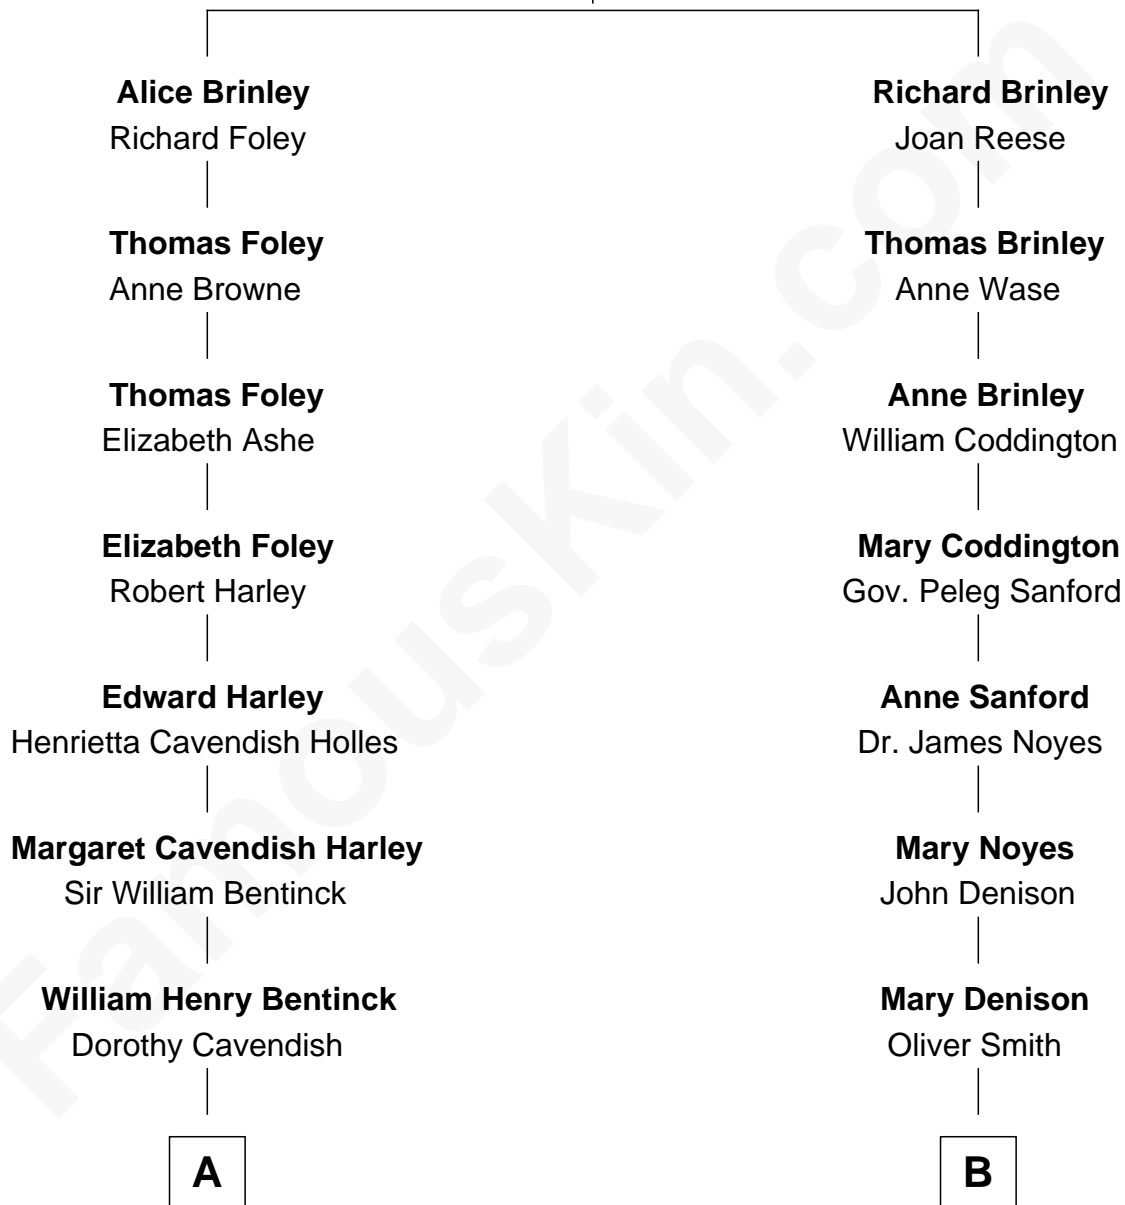 Alice Brinley
Richard Foley
Richard Brinley
Joan Reese
Thomas Foley
Anne Browne
Thomas Brinley
Anne Wase
Thomas Foley
Elizabeth Ashe
Anne Brinley
William Coddington
Elizabeth Foley
Robert Harley
Mary Coddington
Gov. Peleg Sanford
Edward Harley
Henrietta Cavendish Holles
Anne Sanford
Dr. James Noyes
Margaret Cavendish Harley
Sir William Bentinck
Mary Noyes
John Denison
William Henry Bentinck
Dorothy Cavendish
Mary Denison
Oliver Smith
A
B
FamousKin.com